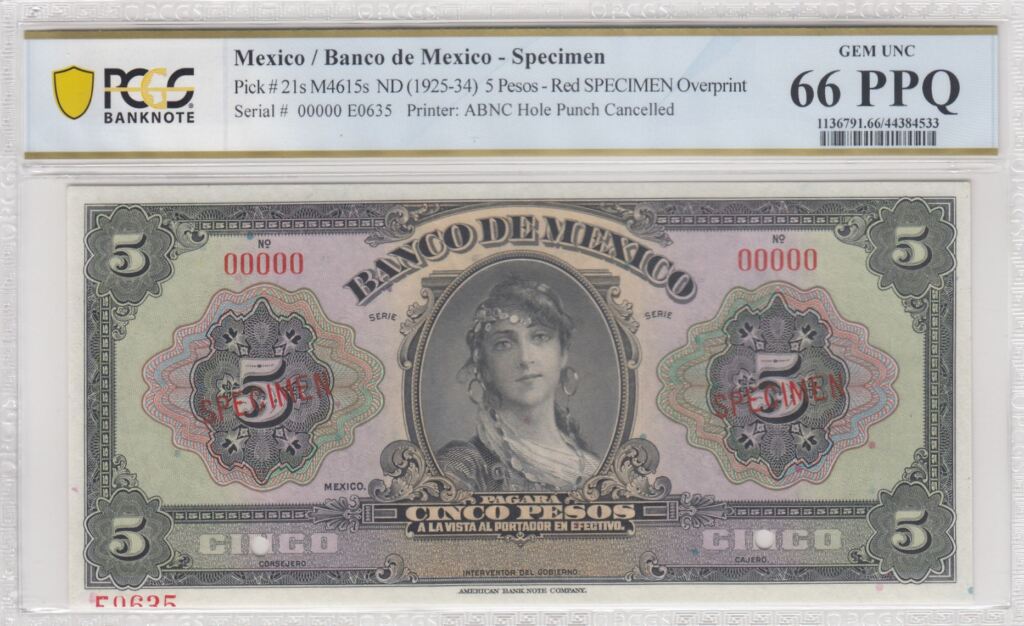 Mexico / Banco de Mexico - Specimen
Pick # 21s M4615s ND (1925-34) 5 Pesos - Red SPECIMEN Overprint
Serial # 00000 E0635 Printer: ABNC Hole Punch Cancelled
PCGS
BANKNOTE
GEM UNC
66 PPQ
1136791.66/44384533
5
BANCO DE MEXICO
5
Nº
00000
Nº
00000
SERIE
SERIE
5
SPECIMEN
5
SPECIMEN
MEXICO.
PAGARÁ
CINCO PESOS
A LA VISTA AL PORTADOR EN EFECTIVO.
5
CINCO
CINCO
5
CONSEJERO
CAJERO.
INTERVENTOR DEL GOBIERNO.
AMERICAN BANK NOTE COMPANY.
E0635